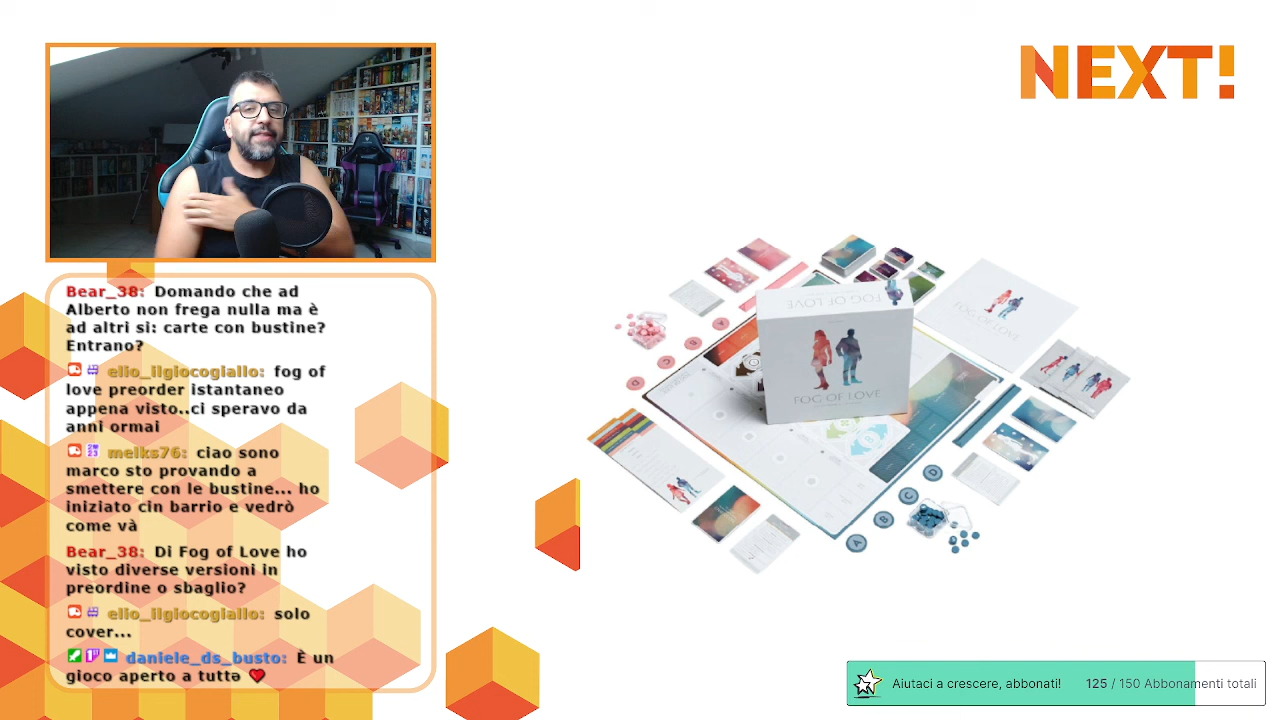 NEXT!
Bear_38: Domando che ad
Alberto non frega nulla ma è
ad altri si: carte con bustine?
Entrano?
elio_ilgiocogiallo: fog of
love preorder istantaneo
appena visto..ci speravo da
anni ormai
melks76: ciao sono
marco sto provando a
smettere con le bustine... ho
iniziato cin barrio e vedrò
come và
Bear_38: Di Fog of Love ho
visto diverse versioni in
preordine o sbaglio?
elio_ilgiocogiallo: solo
cover...
daniele_ds_busto: È un
gioco aperto a tuttə
FOG OF LOVE
FOG OF LOVE
FOG OF LOVE
A
B
C
D
A
B
C
D
Aiutaci a crescere, abbonati! 125 / 150 Abbonamenti totali